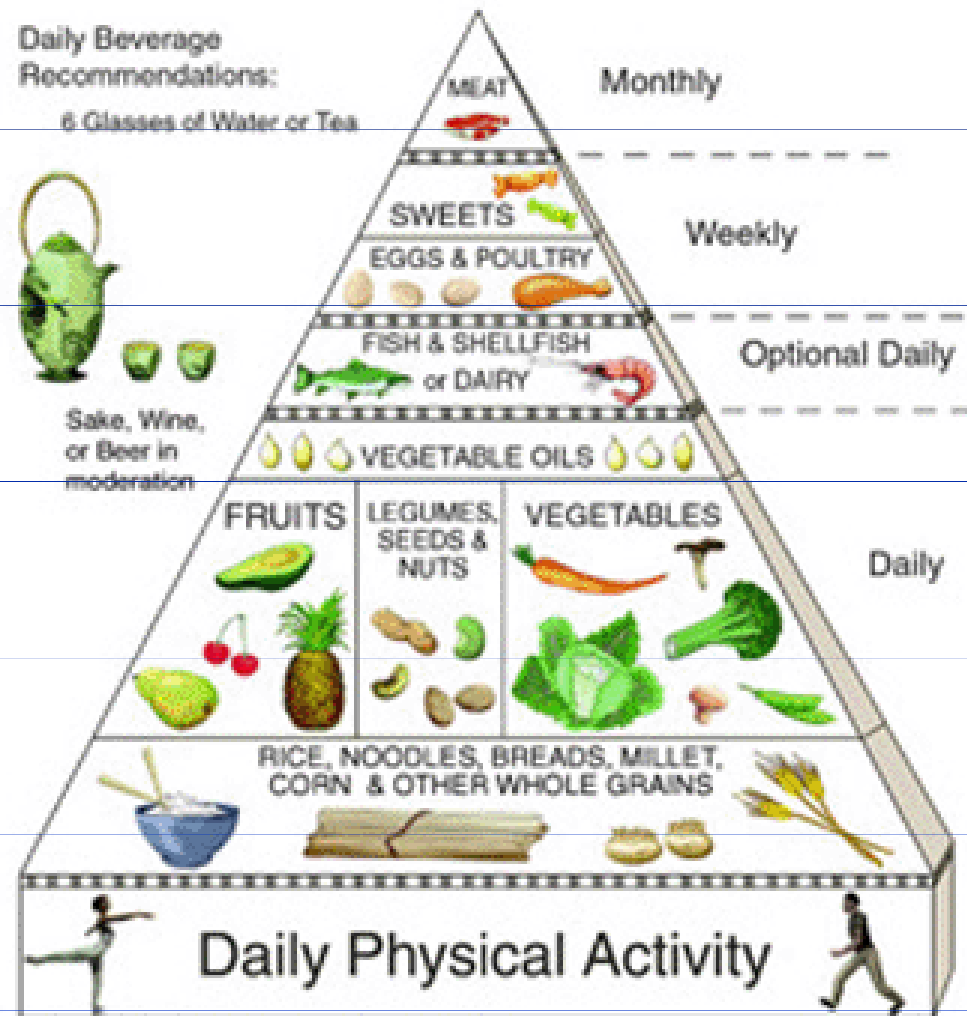 Daily Beverage
Recommendations:
6 Glasses of Water or Tea
Sake, Wine,
or Beer in
moderation
MEAT
Monthly
SWEETS
Weekly
EGGS & POULTRY
FISH & SHELLFISH
or DAIRY
Optional Daily
VEGETABLE OILS
FRUITS
LEGUMES,
SEEDS &
NUTS
VEGETABLES
Daily
RICE, NOODLES, BREADS, MILLET,
CORN & OTHER WHOLE GRAINS
Daily Physical Activity